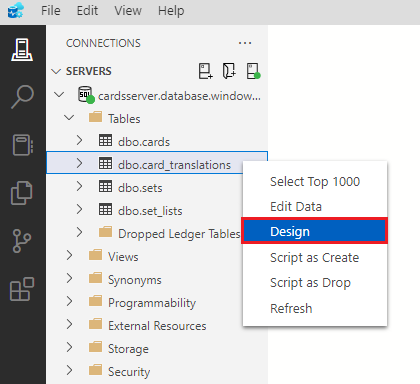 File Edit View Help
CONNECTIONS
SERVERS
SQL
cardsserver.database.window...
Tables
dbo.cards
dbo.card_translations
dbo.sets
dbo.set_lists
Dropped Ledger Tables
Views
Synonyms
Programmability
External Resources
Storage
Security
Select Top 1000
Edit Data
Design
Script as Create
Script as Drop
Refresh